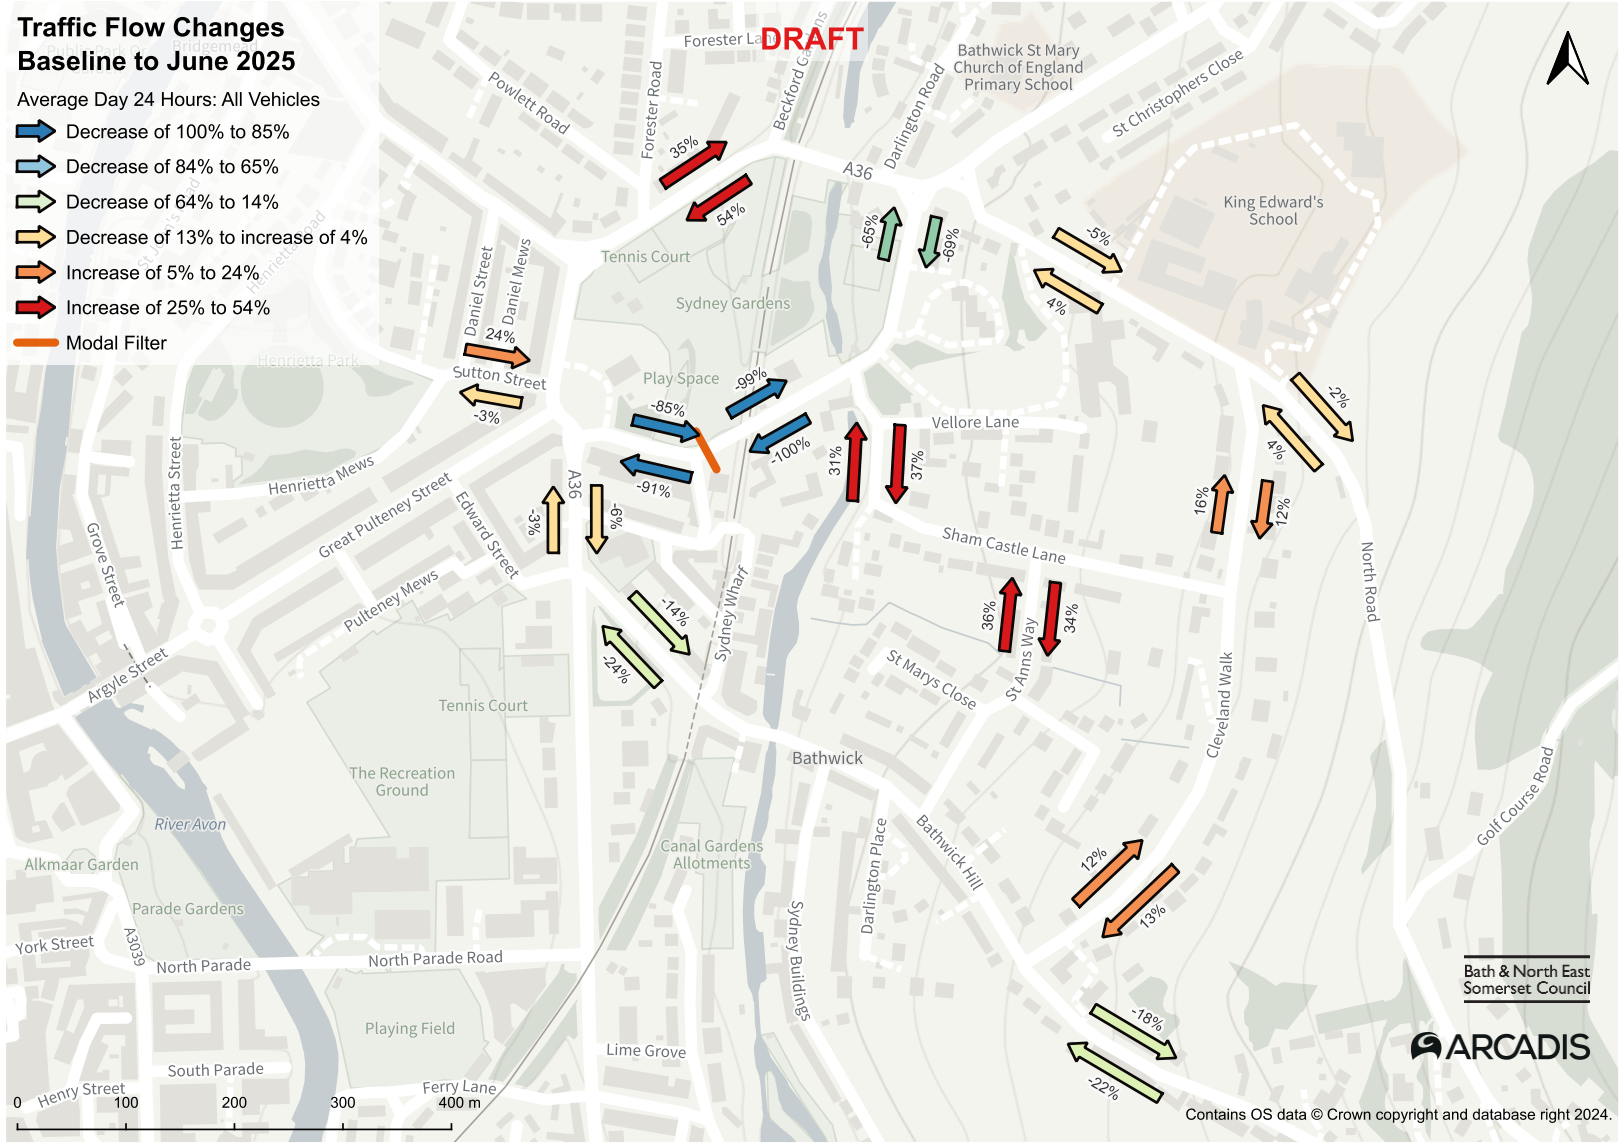 Traffic Flow Changes
Baseline to June 2025
Average Day 24 Hours: All Vehicles
Decrease of 100% to 85%
Decrease of 84% to 65%
Decrease of 64% to 14%
Decrease of 13% to increase of 4%
Increase of 5% to 24%
Increase of 25% to 54%
Modal Filter
DRAFT
Forester Lane
Beckford Gardens
Bathwick St Mary
Church of England
Primary School
St Christophers Close
Powlett Road
Forester Road
Darlington Road
A36
35%
54%
-65%
-69%
King Edward's
School
-5%
4%
Tennis Court
Sydney Gardens
Daniel Street
Daniel Mews
Henrietta Road
Henrietta Park
24%
Sutton Street
-3%
Play Space
-99%
-85%
-100%
-91%
Vellore Lane
31%
37%
-2%
4%
16%
12%
Henrietta Street
Henrietta Mews
Great Pulteney Street
Edward Street
A36
-3%
-9%
Grove Street
Pulteney Mews
Argyle Street
-14%
-24%
Sydney Wharf
Sham Castle Lane
36%
34%
St Anns Way
St Marys Close
North Road
Cleveland Walk
Golf Course Road
Tennis Court
Bathwick
The Recreation
Ground
River Avon
Canal Gardens
Allotments
Darlington Place
Bathwick Hill
Sydney Buildings
12%
13%
Alkmaar Garden
Parade Gardens
York Street
A3039
North Parade
North Parade Road
Playing Field
South Parade
Henry Street
Lime Grove
Ferry Lane
-18%
-22%
Bath & North East
Somerset Council
ARCADIS
0 100 200 300 400 m
Contains OS data © Crown copyright and database right 2024.